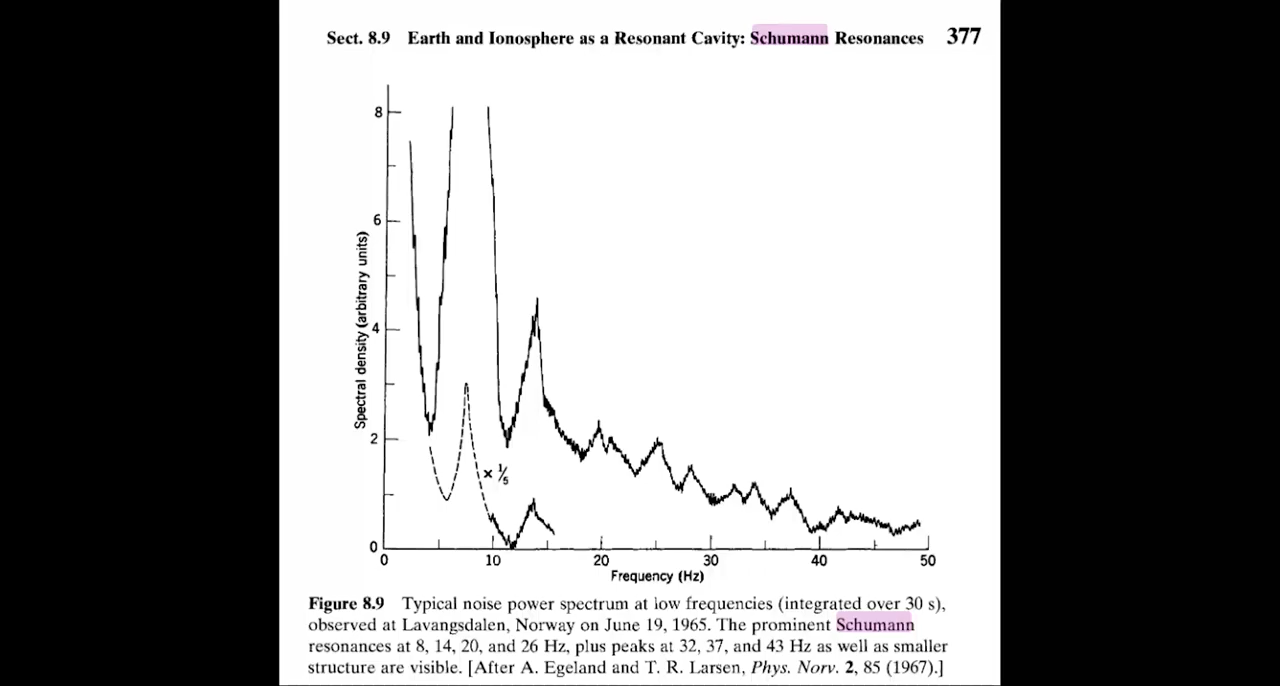 Sect. 8.9 Earth and Ionosphere as a Resonant Cavity: Schumann Resonances 377
8
6
4
2
0
Spectral density (arbitrary units)
× 1/5
0 10 20 30 40 50
Frequency (Hz)
Figure 8.9 Typical noise power spectrum at low frequencies (integrated over 30 s),
observed at Lavangsdalen, Norway on June 19, 1965. The prominent Schumann
resonances at 8, 14, 20, and 26 Hz, plus peaks at 32, 37, and 43 Hz as well as smaller
structure are visible. [After A. Egeland and T. R. Larsen, Phys. Norv. 2, 85 (1967).]